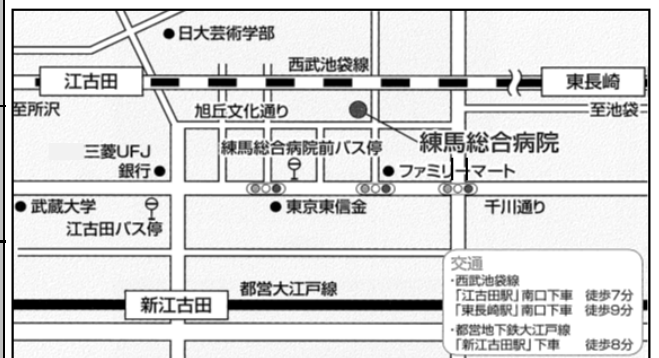 日大芸術学部
西武池袋線
江古田
東長崎
至所沢
旭丘文化通り
至池袋
練馬総合病院
三菱UFJ
銀行
練馬総合病院前バス停
ファミリーマート
武蔵大学
江古田バス停
東京東信金
千川通り
都営大江戸線
新江古田
交通
・西武池袋線
「江古田駅」南口下車 徒歩7分
「東長崎駅」南口下車 徒歩9分
・都営地下鉄大江戸線
「新江古田駅」下車 徒歩8分